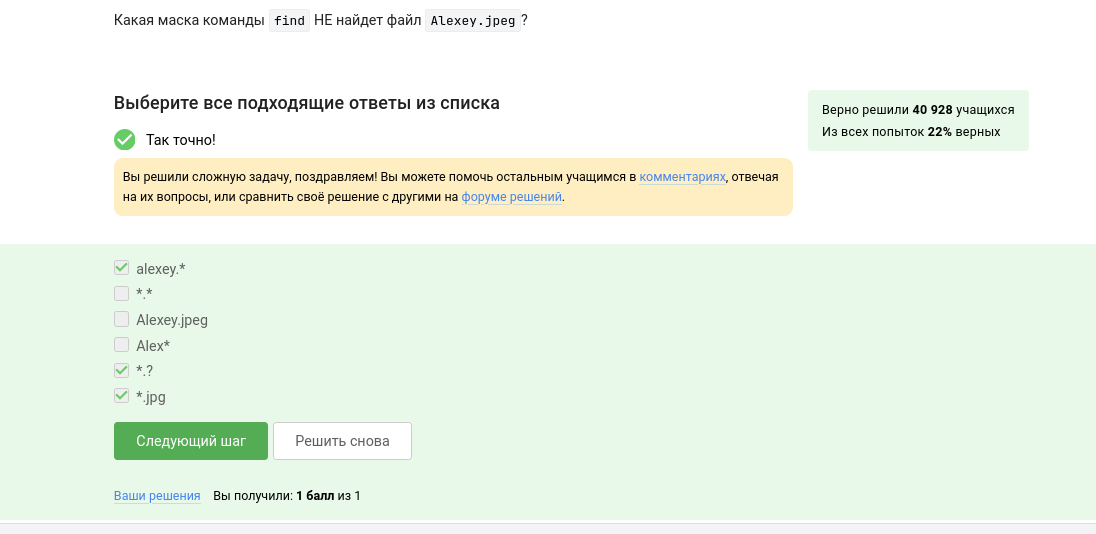 Какая маска команды find НЕ найдет файл Alexey.jpeg?
Выберите все подходящие ответы из списка
Верно решили 40 928 учащихся
Из всех попыток 22% верных
Так точно!
Вы решили сложную задачу, поздравляем! Вы можете помочь остальным учащимся в комментариях, отвечая
на их вопросы, или сравнить своё решение с другими на форуме решений.
alexey.*
*.*
Alexey.jpeg
Alex*
*.?
*.jpg
Следующий шаг
Решить снова
Ваши решения Вы получили: 1 балл из 1